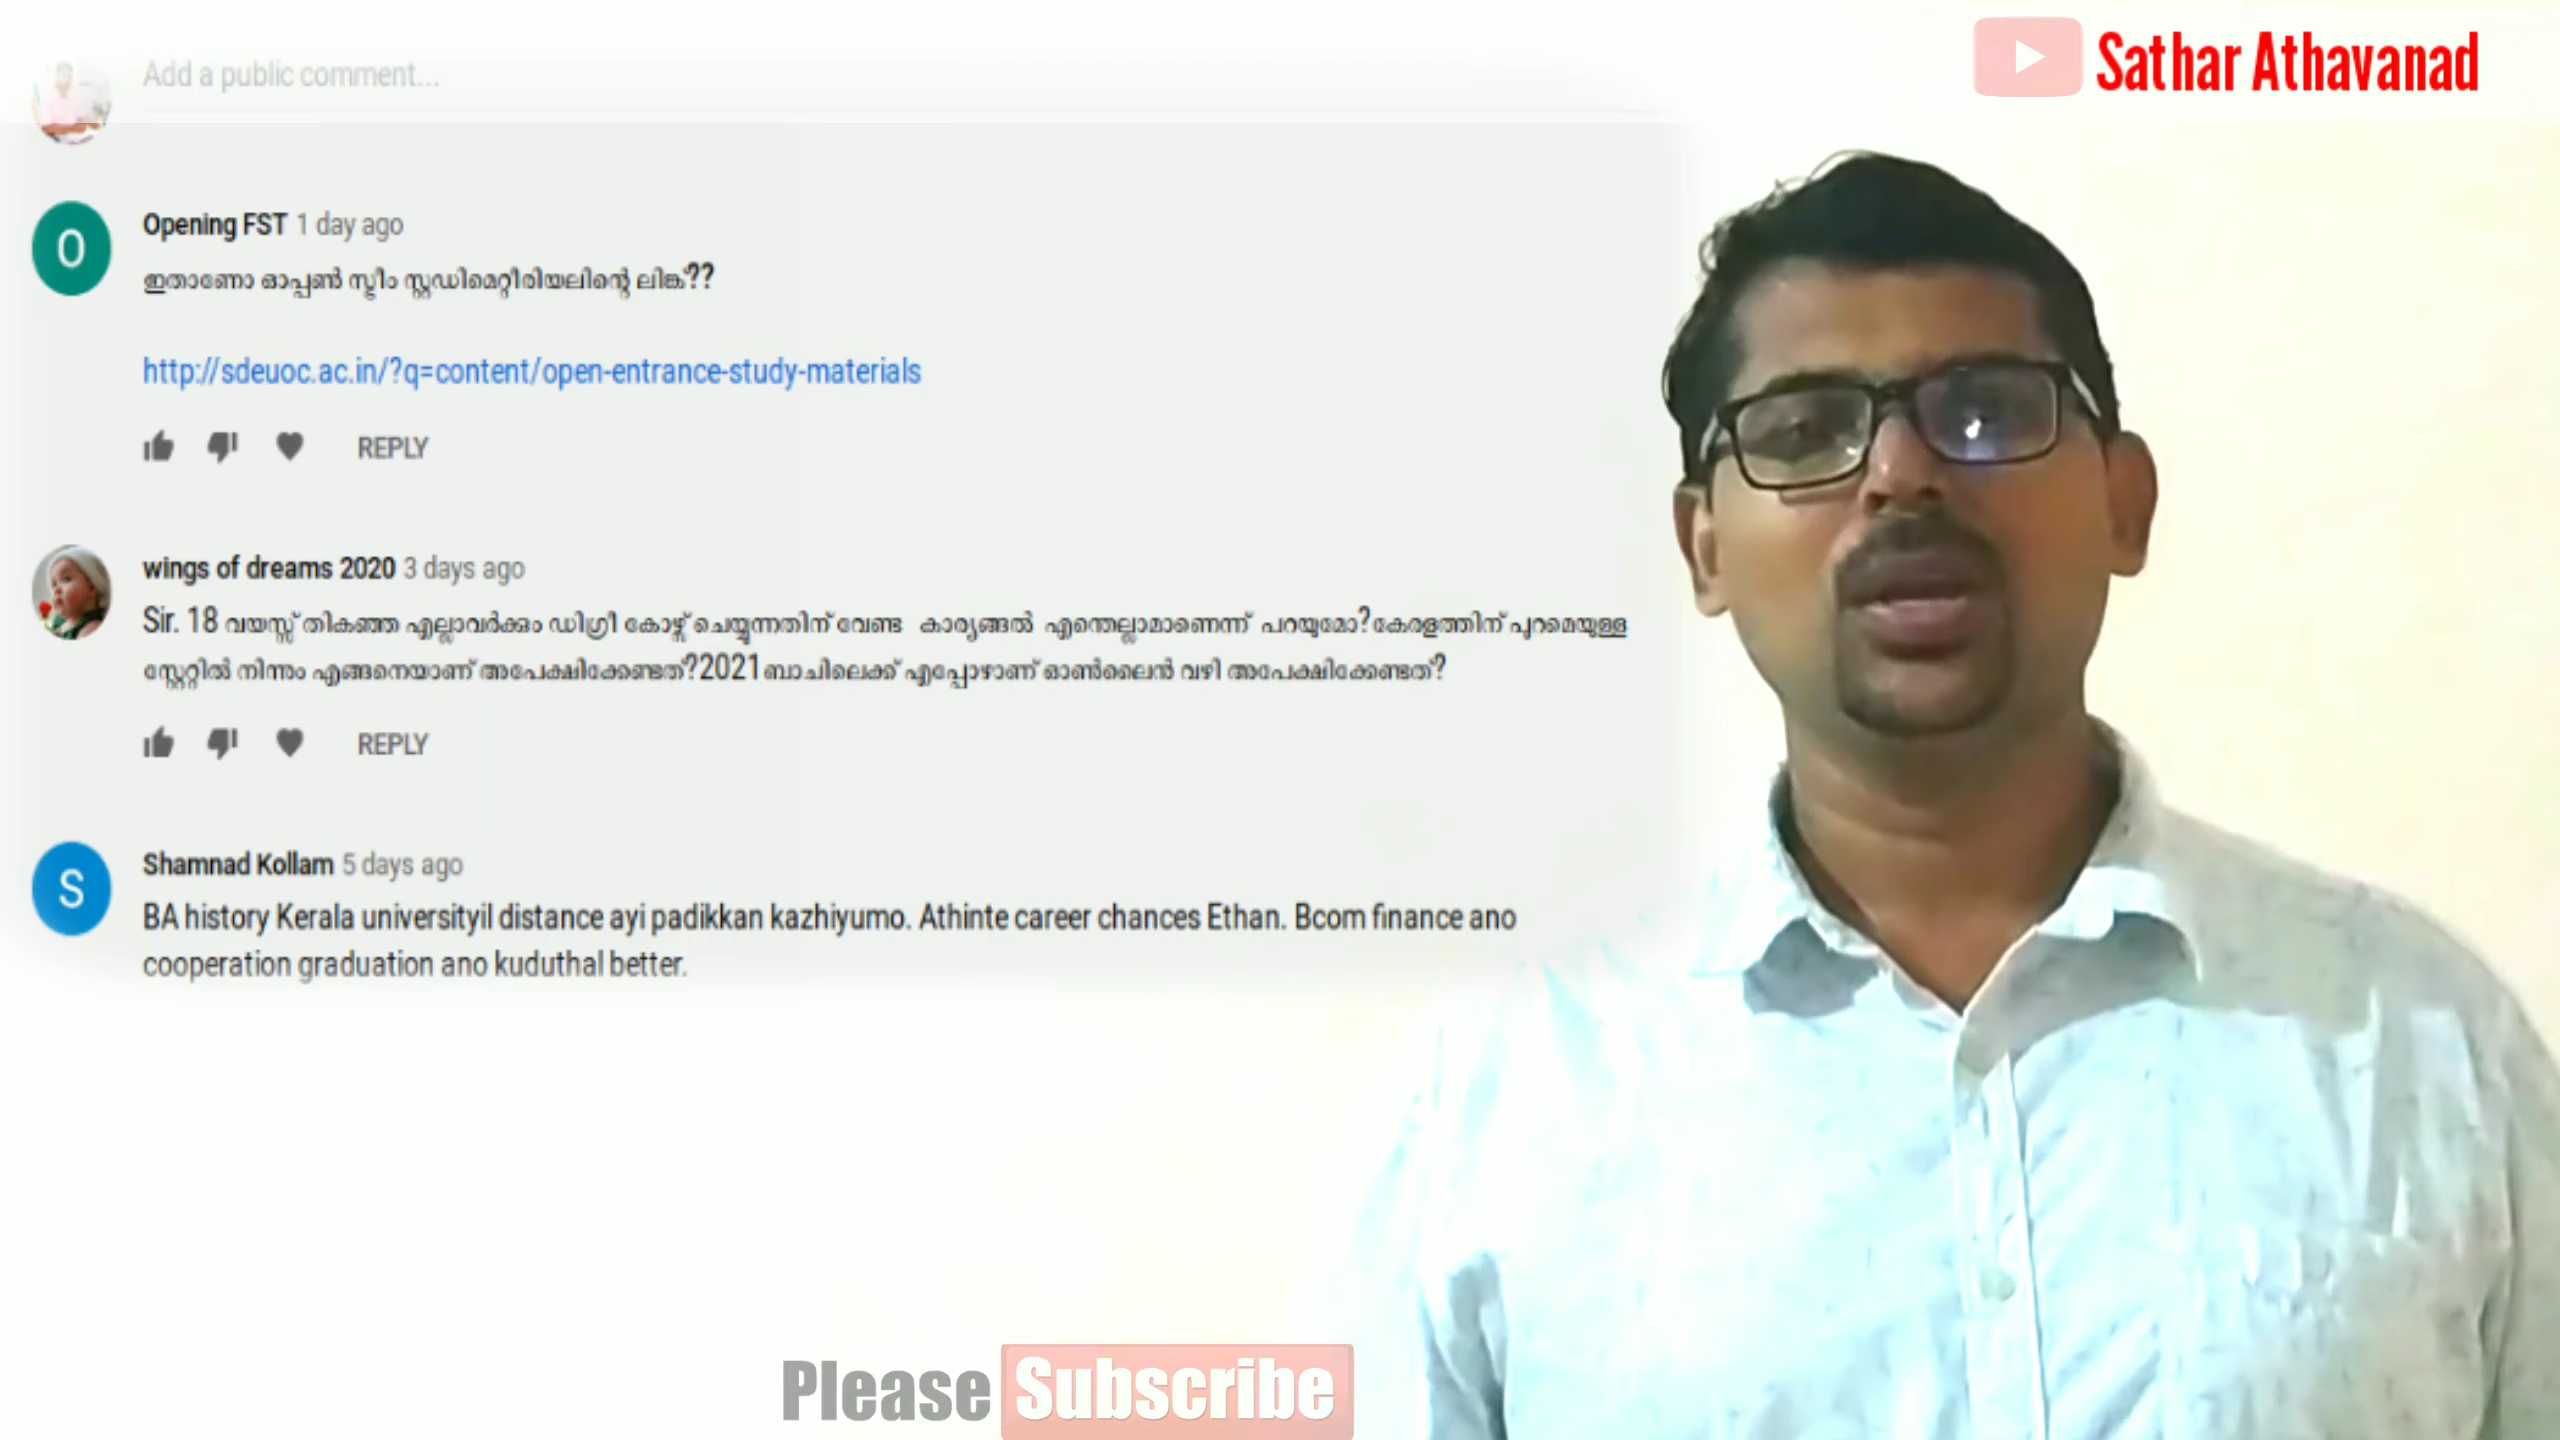 Sathar Athavanad
Add a public comment...
O
Opening FST 1 day ago
ഇതാണോ ഓപ്പൺ സ്ട്രീം സ്റ്റഡിമെറ്റീരിയലിന്റെ ലിങ്ക്??
http://sdeuoc.ac.in/?q=content/open-entrance-study-materials
REPLY
wings of dreams 2020 3 days ago
Sir. 18 വയസ്സ് തികഞ്ഞ എല്ലാവർക്കും ഡിഗ്രീ കോഴ്സ് ചെയ്യുന്നതിന് വേണ്ട കാര്യങ്ങൽ എന്തെല്ലാമാണെന്ന് പറയുമോ?കേരളത്തിന് പുറമെയുള്ള
സ്റ്റേറ്റിൽ നിന്നും എങ്ങനെയാണ് അപേക്ഷിക്കേണ്ടത്?2021ബാചിലെക്ക് എപ്പോഴാണ് ഓൺലൈൻ വഴി അപേക്ഷിക്കേണ്ടത്?
REPLY
S
Shamnad Kollam 5 days ago
BA history Kerala universityil distance ayi padikkan kazhiyumo. Athinte career chances Ethan. Bcom finance ano
cooperation graduation ano kuduthal better.
Please Subscribe